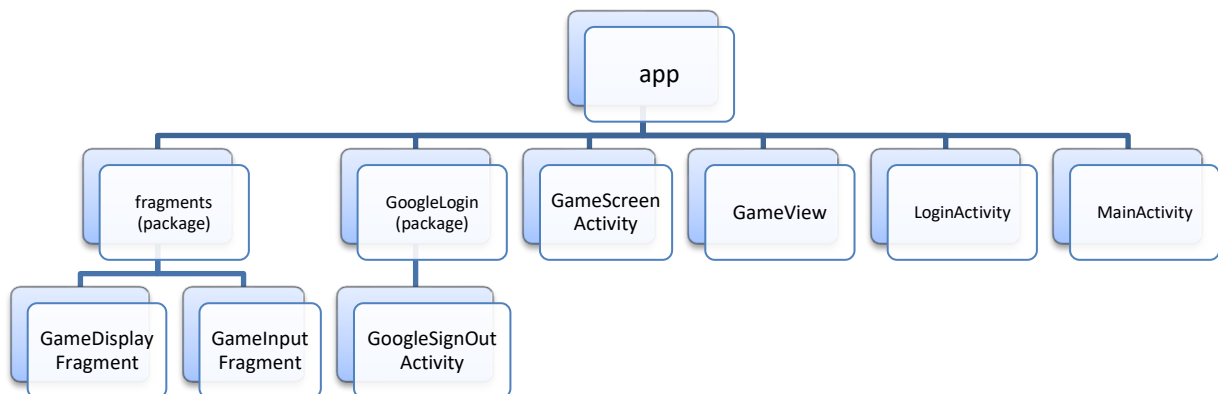 app
fragments
(package)
GoogleLogin
(package)
GameScreen
Activity
GameView
LoginActivity
MainActivity
GameDisplay
Fragment
GameInput
Fragment
GoogleSignOut
Activity